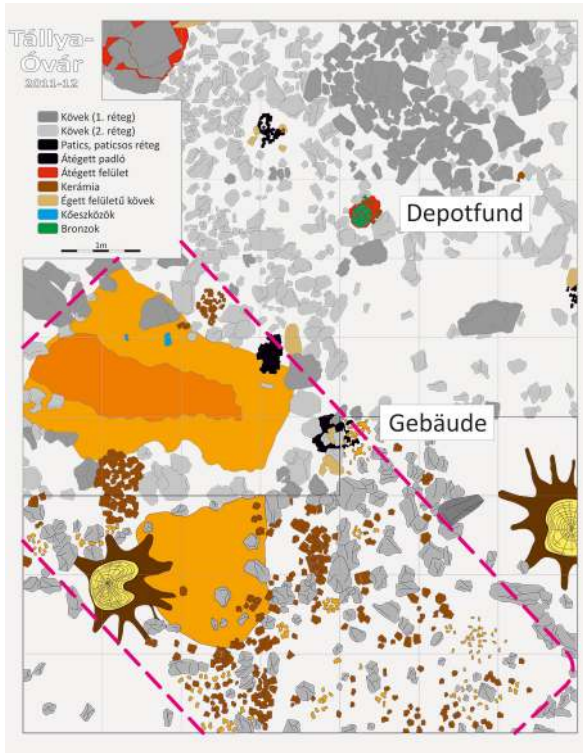 Tállya-
Óvár
2011-12
Kövek (1. réteg)
Kövek (2. réteg)
Patics, paticsos réteg
Átégett padló
Átégett felület
Kerámia
Égett felületű kövek
Kőeszközök
Bronzok
1m
Depotfund
Gebäude